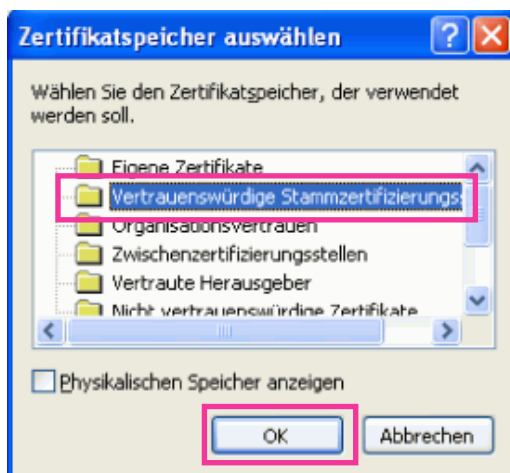 Zertifikatspeicher auswählen
Wählen Sie den Zertifikatspeicher, der verwendet
werden soll.
Eigene Zertifikate
Vertrauenswürdige Stammzertifizierungs
Organisationsvertrauen
Zwischenzertifizierungsstellen
Vertraute Herausgeber
Nicht vertrauenswürdige Zertifikate
Physikalischen Speicher anzeigen
OK
Abbrechen